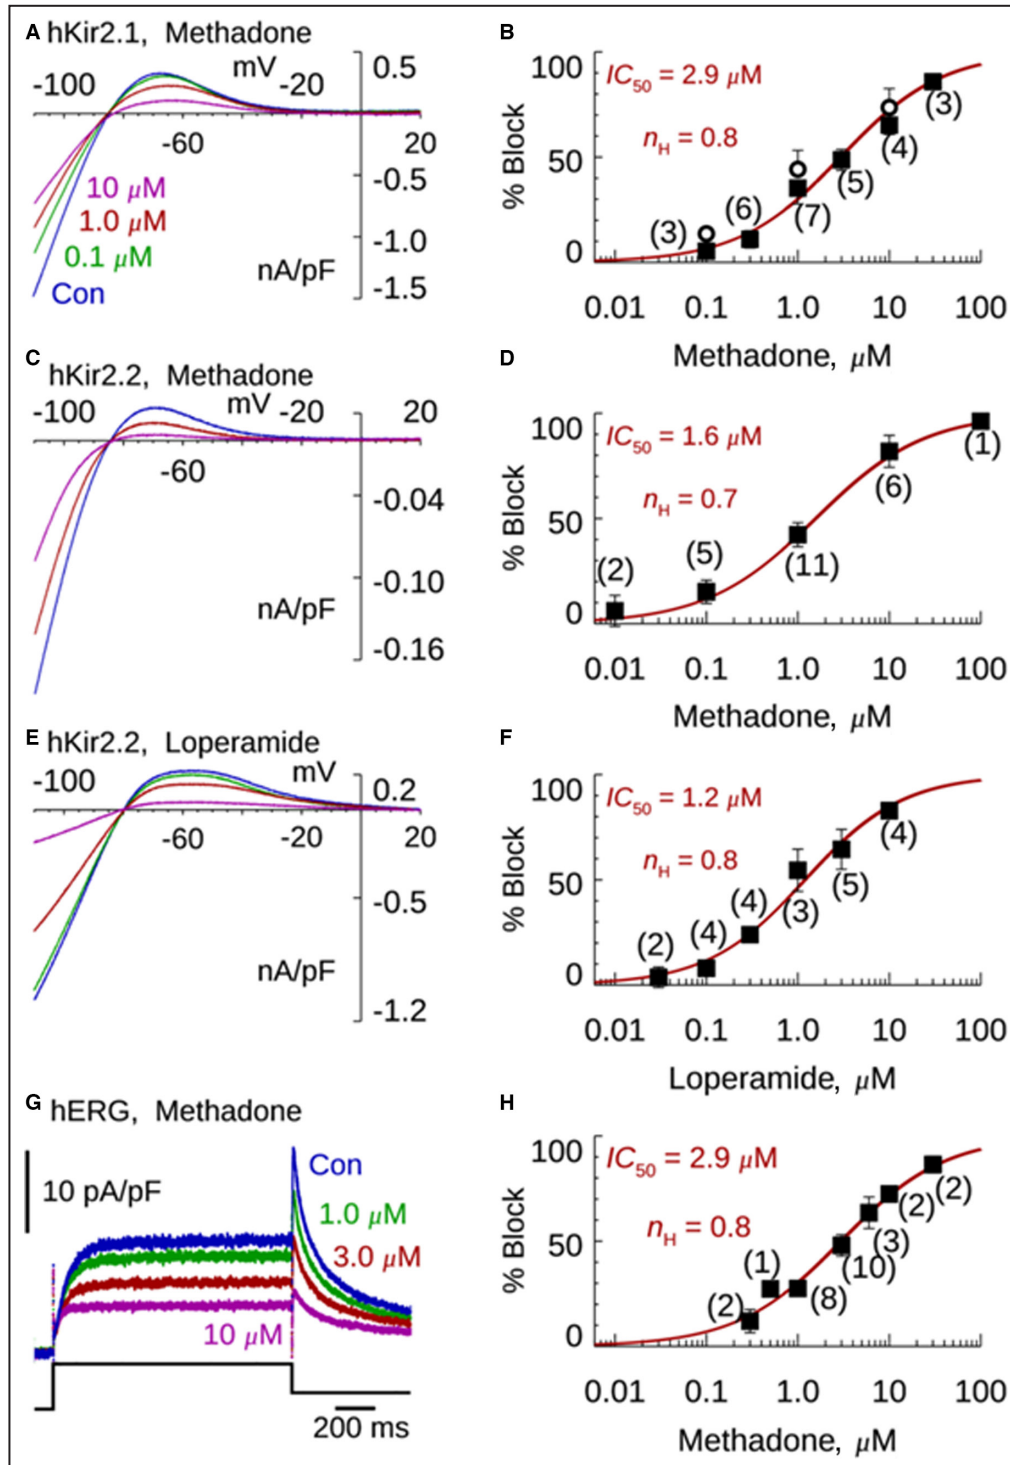 A hKir2.1, Methadone
-100 mV -20 0.5
-60 20
-0.5
-1.0
-1.5
10 μM
1.0 μM
0.1 μM
Con
nA/pF
B
% Block
100
50
0
IC50 = 2.9 μM
nH = 0.8
(3) (6) (7) (5) (4) (3)
0.01 0.1 1.0 10 100
Methadone, μM
C hKir2.2, Methadone
-100 mV -20 20
-60
-0.04
-0.10
-0.16
nA/pF
D
% Block
100
50
0
IC50 = 1.6 μM
nH = 0.7
(2) (5) (11) (6) (1)
0.01 0.1 1.0 10 100
Methadone, μM
E hKir2.2, Loperamide
-100 mV 0.2
-60 -20 20
-0.5
nA/pF
-1.2
F
% Block
100
50
0
IC50 = 1.2 μM
nH = 0.8
(2) (4) (4) (3) (5) (4)
0.01 0.1 1.0 10 100
Loperamide, μM
G hERG, Methadone
10 pA/pF
Con
1.0 μM
3.0 μM
10 μM
200 ms
H
% Block
100
50
0
IC50 = 2.9 μM
nH = 0.8
(2) (1) (8) (10) (3) (2) (2)
0.01 0.1 1.0 10 100
Methadone, μM